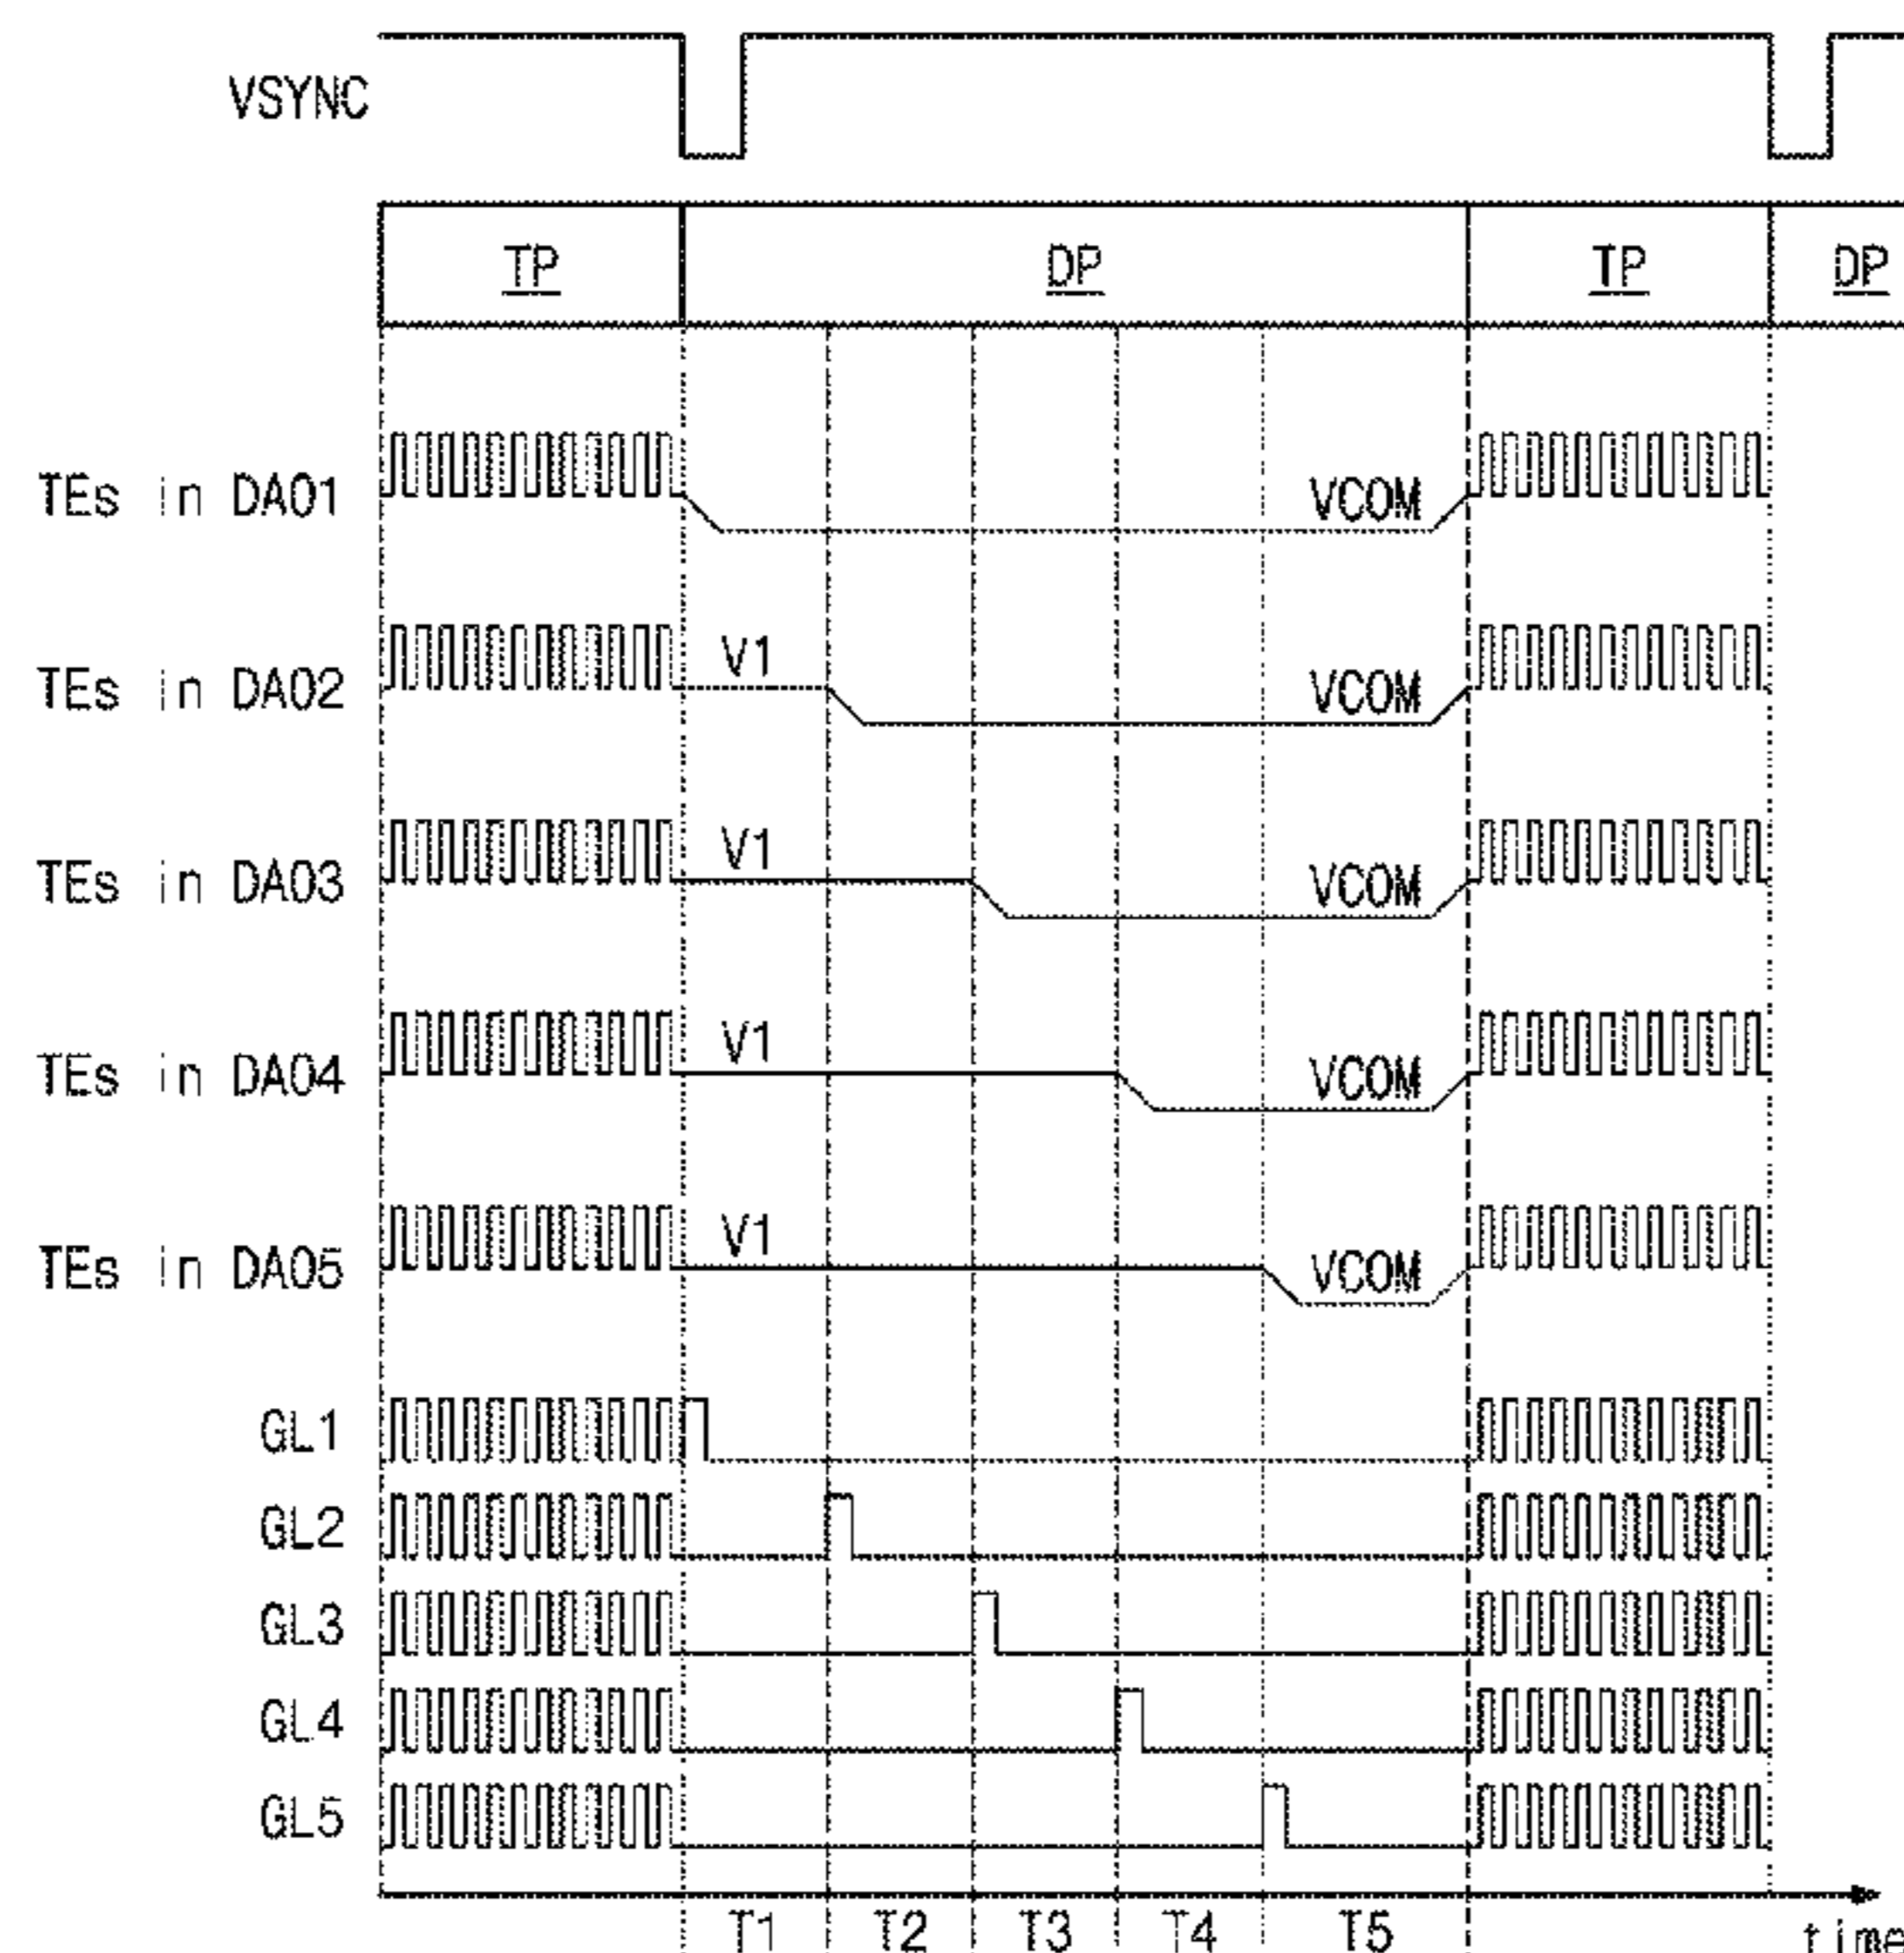 VSYNC
TP DP TP DP
TEs in DA01 VCOM
TEs in DA02 V1 VCOM
TEs in DA03 V1 VCOM
TEs in DA04 V1 VCOM
TEs in DA05 V1 VCOM
GL1
GL2
GL3
GL4
GL5
T1 T2 T3 T4 T5 time